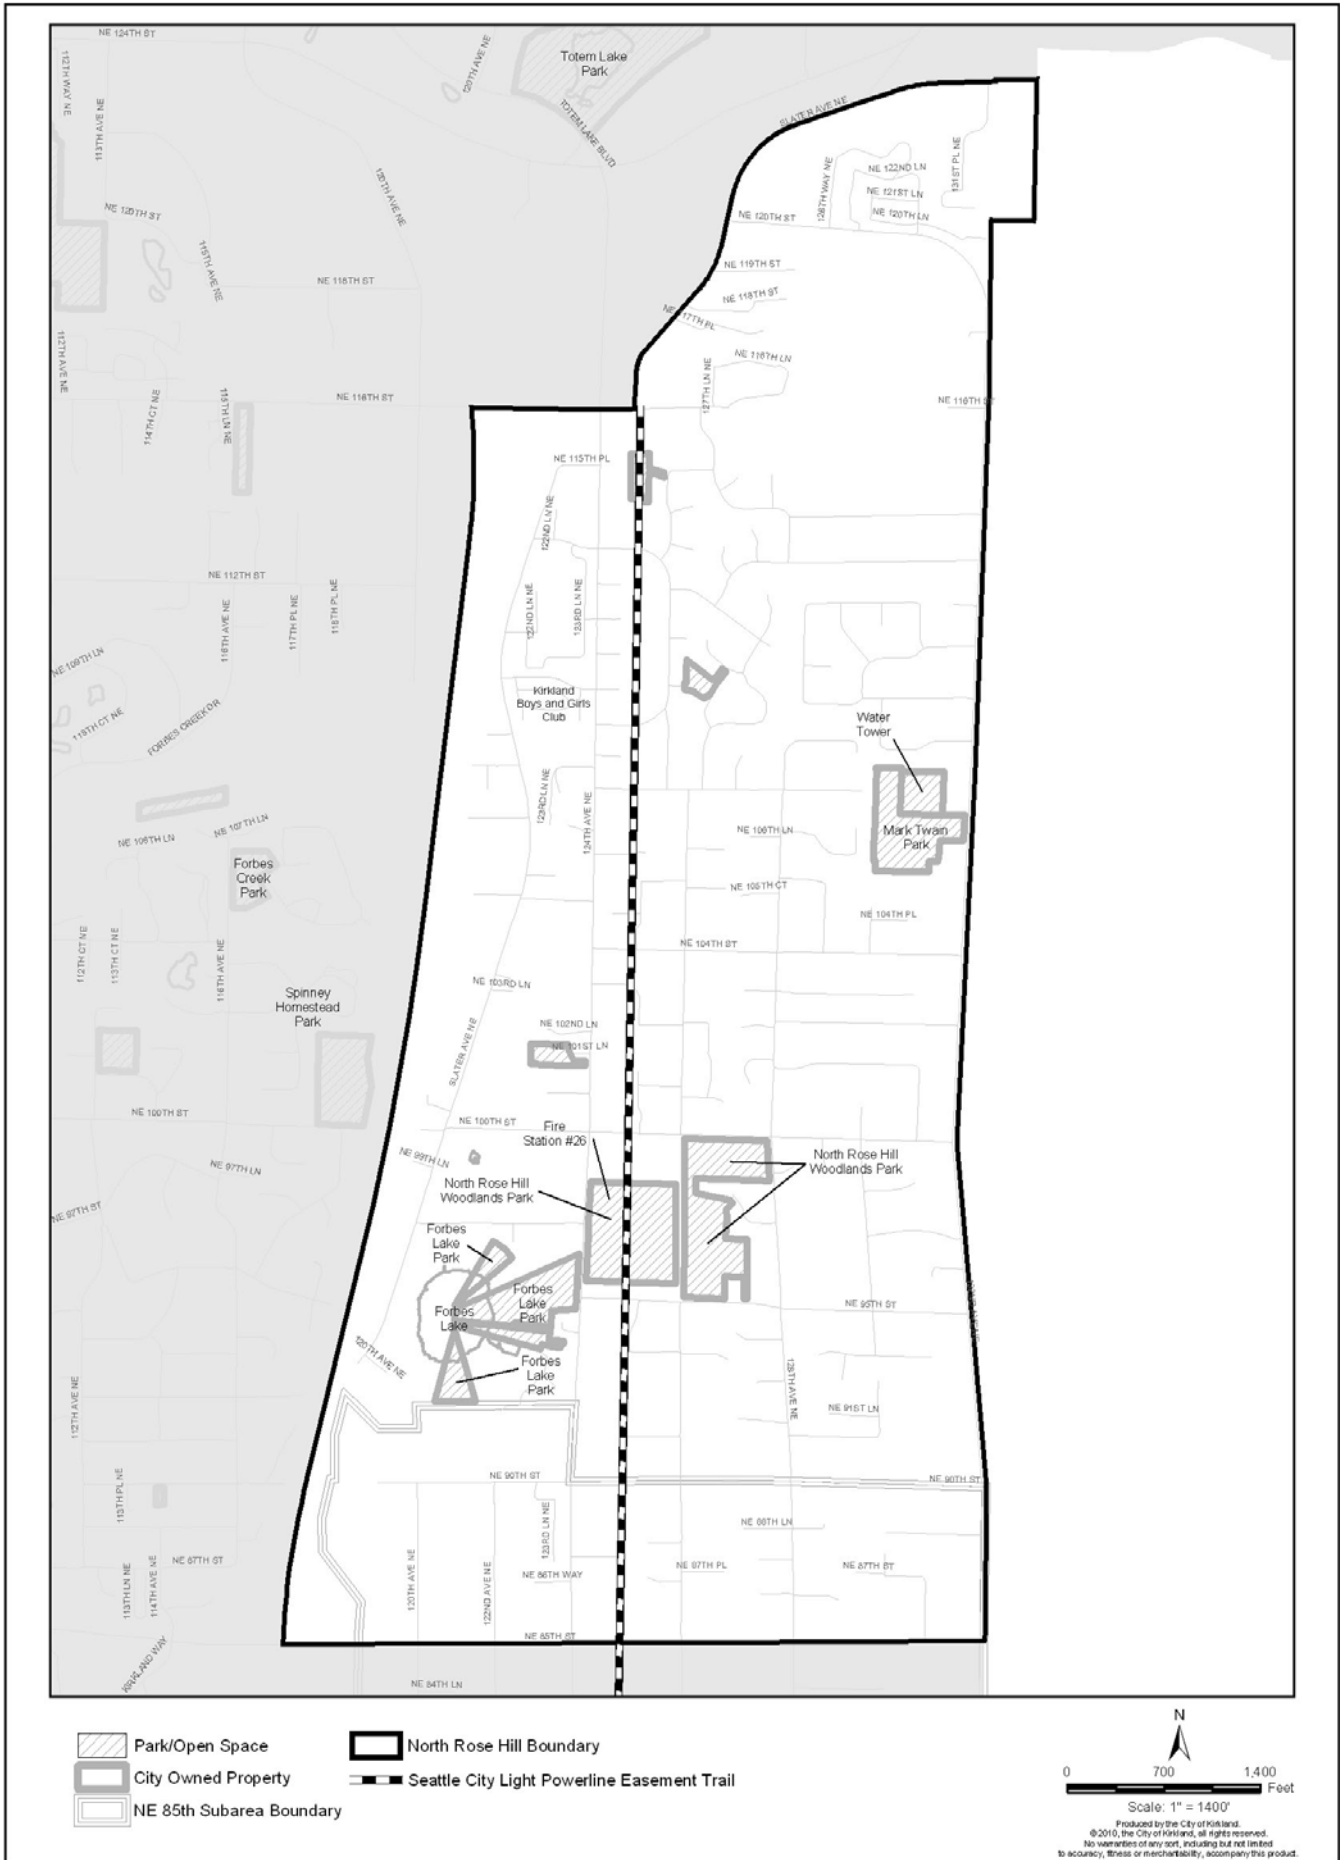 NE 124TH ST
112TH WAY NE
113TH AVE NE
120TH AVE NE
Totem Lake
Park
TOTEM LAKE BLVD
SLATER AVE NE
120TH AVE NE
NE 120TH ST
115TH AVE NE
NE 118TH ST
128TH WAY NE
NE 122ND LN
NE 121ST LN
NE 120TH LN
131ST PL NE
NE 120TH ST
NE 119TH ST
NE 118TH ST
NE 117TH PL
NE 116TH LN
127TH LN NE
NE 116TH ST
112TH AVE NE
114TH CT NE
115TH LN NE
NE 116TH ST
NE 115TH PL
122ND LN NE
122ND LN NE
123RD LN NE
NE 112TH ST
116TH AVE NE
117TH PL NE
118TH PL NE
NE 109TH LN
FORBES CREEK DR
Kirkland
Boys and Girls
Club
Water
Tower
Mark Twain
Park
123RD LN NE
124TH AVE NE
NE 106TH LN
NE 107TH LN
NE 106TH LN
Forbes
Creek
Park
NE 105TH CT
NE 104TH PL
NE 104TH ST
112TH CT NE
113TH CT NE
116TH AVE NE
Spinney
Homestead
Park
NE 103RD LN
NE 102ND LN
NE 101ST LN
SLATER AVE NE
NE 100TH ST
NE 100TH ST
Fire
Station #26
NE 99TH LN
NE 97TH LN
NE 97TH ST
North Rose Hill
Woodlands Park
North Rose Hill
Woodlands Park
Forbes
Lake
Park
Forbes
Lake
Forbes
Lake
Park
Forbes
Lake
Park
120TH AVE NE
NE 95TH ST
128TH AVE NE
NE 91ST LN
112TH AVE NE
NE 90TH ST
NE 90TH ST
113TH PL NE
123RD LN NE
NE 88TH LN
NE 87TH ST
NE 86TH WAY
NE 87TH PL
NE 87TH ST
113TH LN NE
114TH AVE NE
120TH AVE NE
122ND AVE NE
NE 85TH ST
KIRKLAND WAY
NE 84TH LN
Park/Open Space
City Owned Property
NE 85th Subarea Boundary
North Rose Hill Boundary
Seattle City Light Powerline Easement Trail
N
0 700 1,400
Feet
Scale: 1" = 1400'
Produced by the City of Kirkland.
©2010, the City of Kirkland, all rights reserved.
No warranties of any sort, including but not limited
to accuracy, fitness or merchantability, accompany this product.